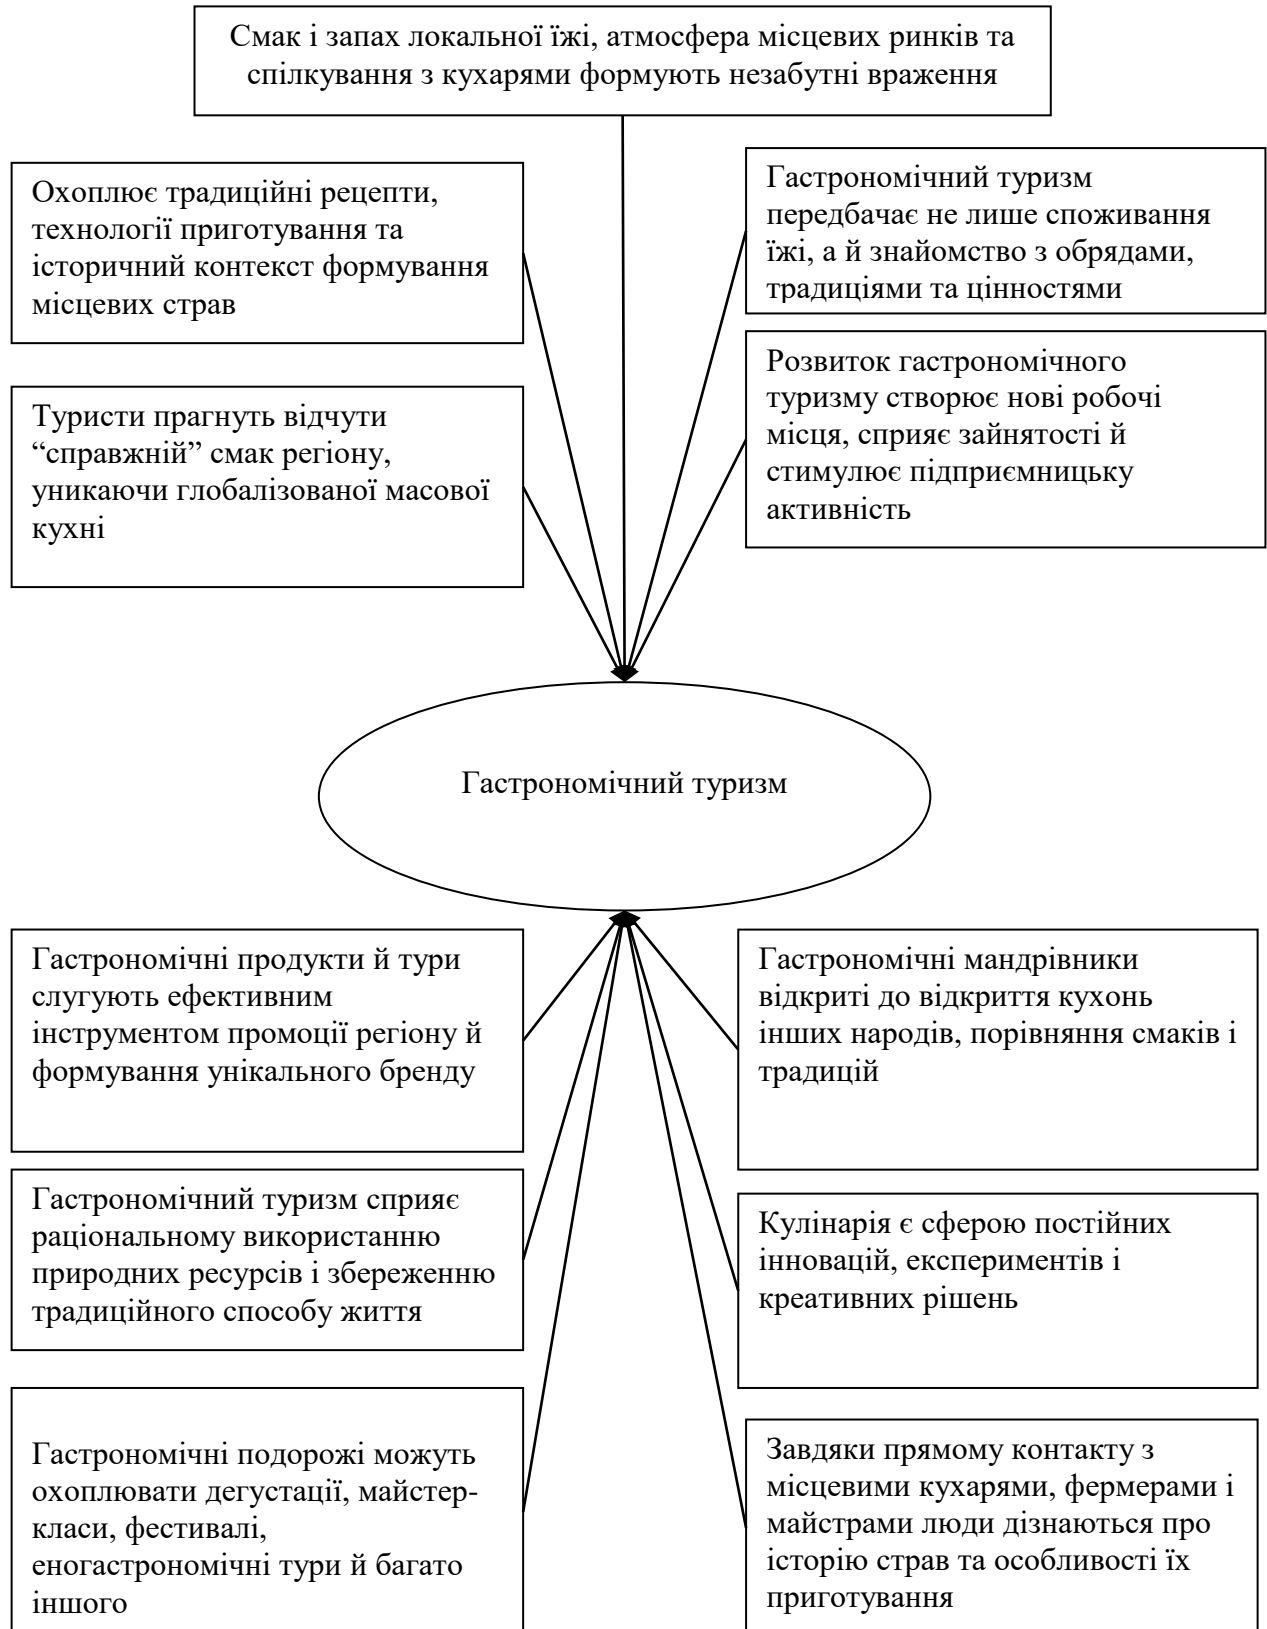 Смак і запах локальної їжі, атмосфера місцевих ринків та
спілкування з кухарями формують незабутні враження
Охоплює традиційні рецепти,
технології приготування та
історичний контекст формування
місцевих страв
Гастрономічний туризм
передбачає не лише споживання
їжі, а й знайомство з обрядами,
традиціями та цінностями
Туристи прагнуть відчути
“справжній” смак регіону,
уникаючи глобалізованої масової
кухні
Розвиток гастрономічного
туризму створює нові робочі
місця, сприяє зайнятості й
стимулює підприємницьку
активність
Гастрономічний туризм
Гастрономічні продукти й тури
слугують ефективним
інструментом промоції регіону й
формування унікального бренду
Гастрономічні мандрівники
відкриті до відкриття кухонь
інших народів, порівняння смаків і
традицій
Гастрономічний туризм сприяє
раціональному використанню
природних ресурсів і збереженню
традиційного способу життя
Кулінарія є сферою постійних
інновацій, експериментів і
креативних рішень
Гастрономічні подорожі можуть
охоплювати дегустації, майстер-
класи, фестивалі,
еногастрономічні тури й багато
іншого
Завдяки прямому контакту з
місцевими кухарями, фермерами і
майстрами люди дізнаються про
історію страв та особливості їх
приготування